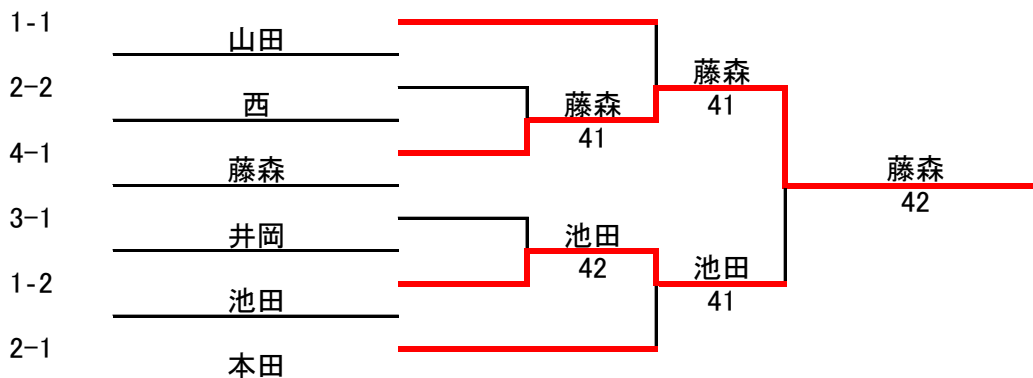 1-1 山田
2-2 西
4-1 藤森
3-1 井岡
1-2 池田
2-1 本田
藤森
41
池田
42
藤森
41
池田
41
藤森
42